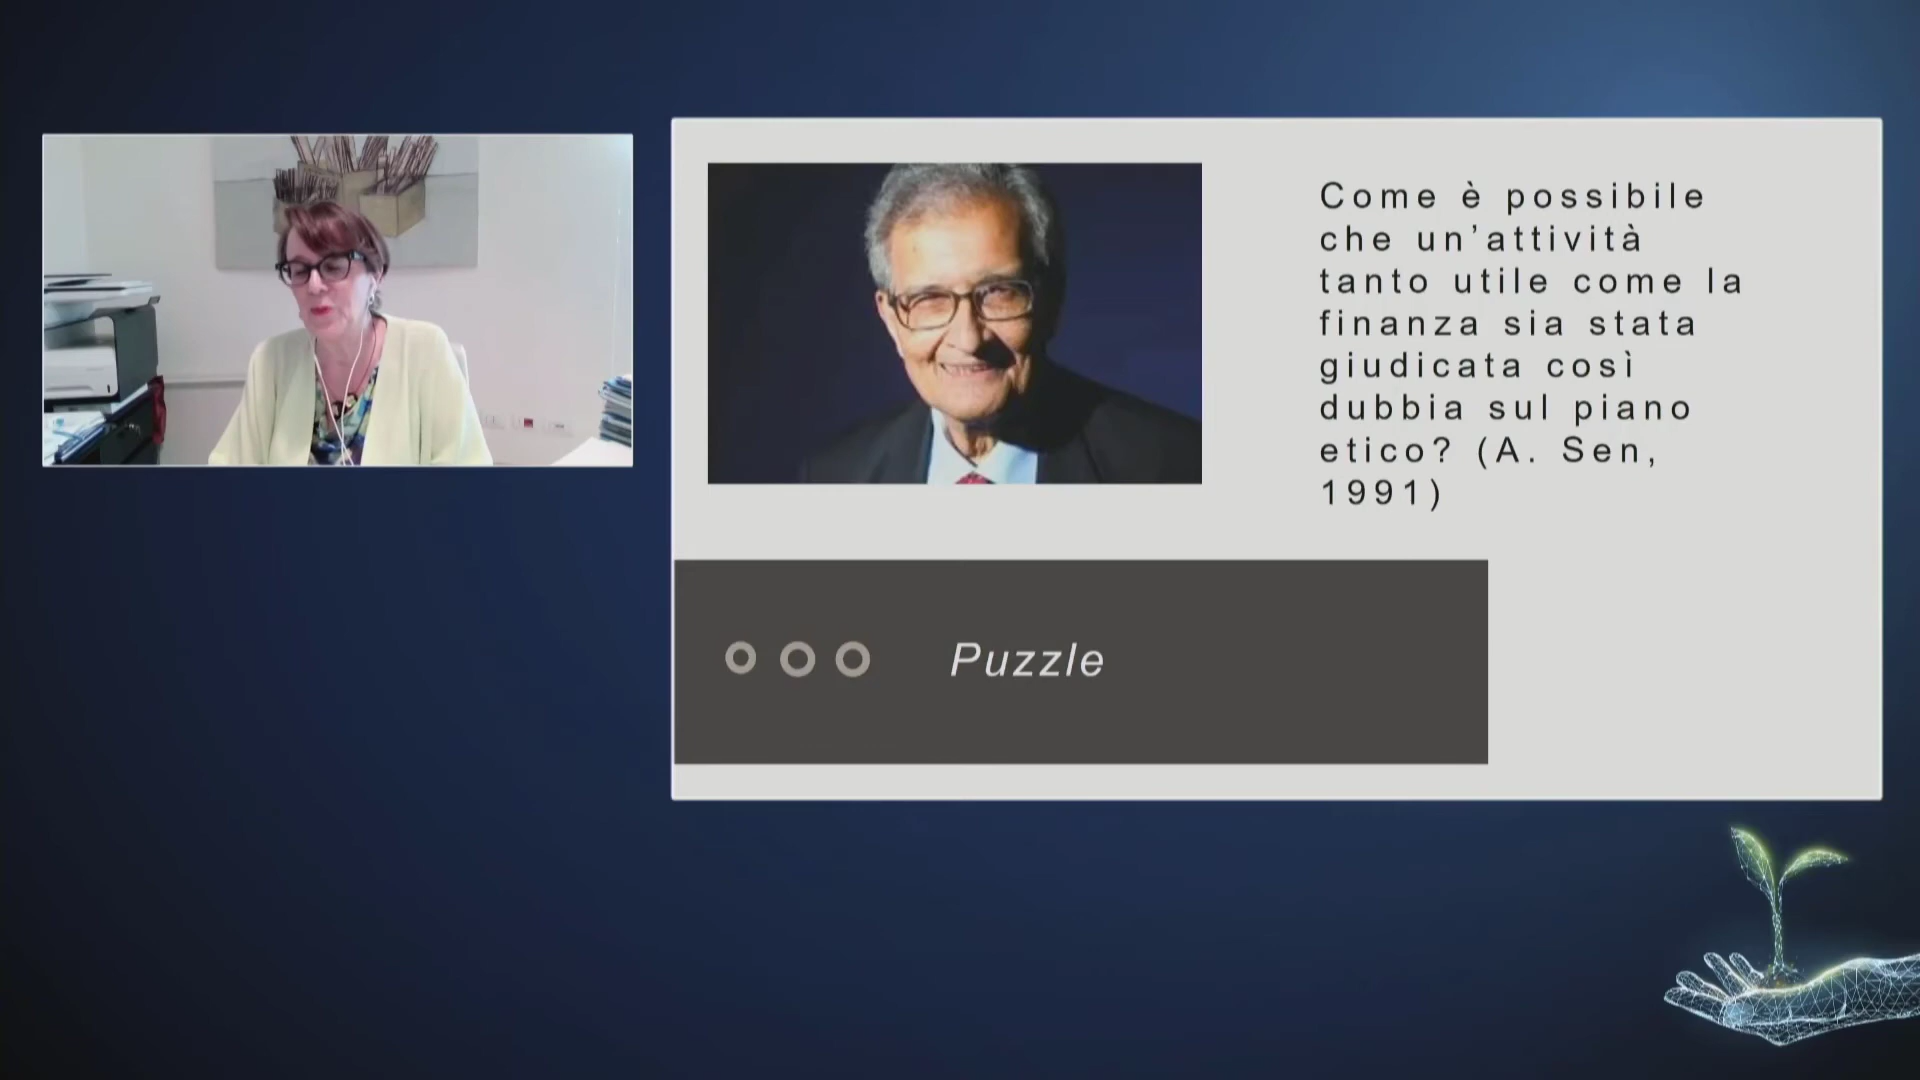 Come è possibile
che un’attività
tanto utile come la
finanza sia stata
giudicata così
dubbia sul piano
etico? (A. Sen,
1991)
Puzzle